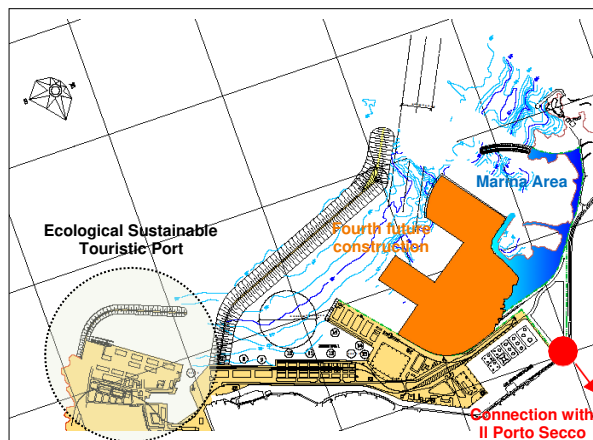 Marina Area
Ecological Sustainable
Touristic Port
Fourth future
construction
Connection with
Il Porto Secco